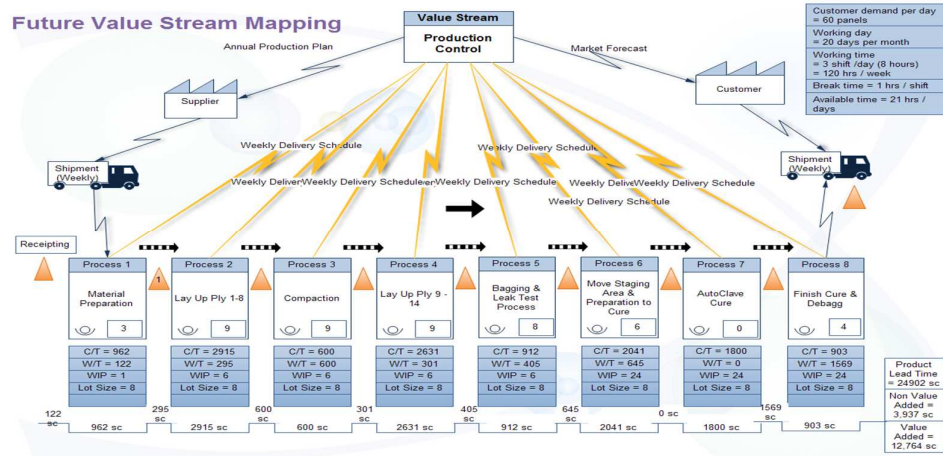 Future Value Stream Mapping
Value Stream
Production
Control
Customer demand per day
= 60 panels
Working day
= 20 days per month
Working time
= 3 shift /day (8 hours)
= 120 hrs / week
Break time = 1 hrs / shift
Available time = 21 hrs /
days
Annual Production Plan
Market Forecast
Supplier
Customer
Shipment
(Weekly)
Shipment
(Weekly)
Weekly Delivery Schedule
Weekly Delivery Schedule
Weekly Deliver
Weekly Delivery Schedule
Weekly Delivery Schedule
Weekly Delive
Weekly Delivery Schedule
Weekly Delivery Schedule
Receipting
Process 1
Material
Preparation
3
C/T = 962
W/T = 122
WIP = 1
Lot Size = 8
1
Process 2
Lay Up Ply 1-8
9
C/T = 2915
W/T = 295
WIP = 6
Lot Size = 8
Process 3
Compaction
9
C/T = 600
W/T = 600
WIP = 6
Lot Size = 8
Process 4
Lay Up Ply 9 -
14
9
C/T = 2631
W/T = 301
WIP = 6
Lot Size = 8
Process 5
Bagging &
Leak Test
Process
8
C/T = 912
W/T = 405
WIP = 6
Lot Size = 8
Process 6
Move Staging
Area &
Preparation to
Cure
6
C/T = 2041
W/T = 645
WIP = 24
Lot Size = 8
Process 7
AutoClave
Cure
0
C/T = 1800
W/T = 0
WIP = 24
Lot Size = 8
Process 8
Finish Cure &
Debagg
4
C/T = 903
W/T = 1569
WIP = 24
Lot Size = 8
122
sc
962 sc
295
sc
2915 sc
600
sc
600 sc
301
sc
2631 sc
405
sc
912 sc
645
sc
2041 sc
0 sc
1800 sc
1569
sc
903 sc
Product
Lead Time
= 24902 sc
Non Value
Added =
3,937 sc
Value
Added =
12,764 sc